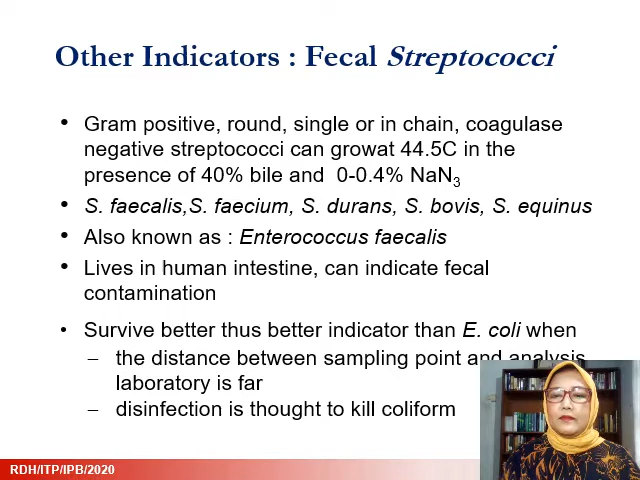 Other Indicators : Fecal Streptococci
• Gram positive, round, single or in chain, coagulase
negative streptococci can growat 44.5C in the
presence of 40% bile and  0-0.4% NaN3
• S. faecalis,S. faecium, S. durans, S. bovis, S. equinus
• Also known as : Enterococcus faecalis
• Lives in human intestine, can indicate fecal
contamination
• Survive better thus better indicator than E. coli when
– the distance between sampling point and analysis
laboratory is far
– disinfection is thought to kill coliform
RDH/ITP/IPB/2020